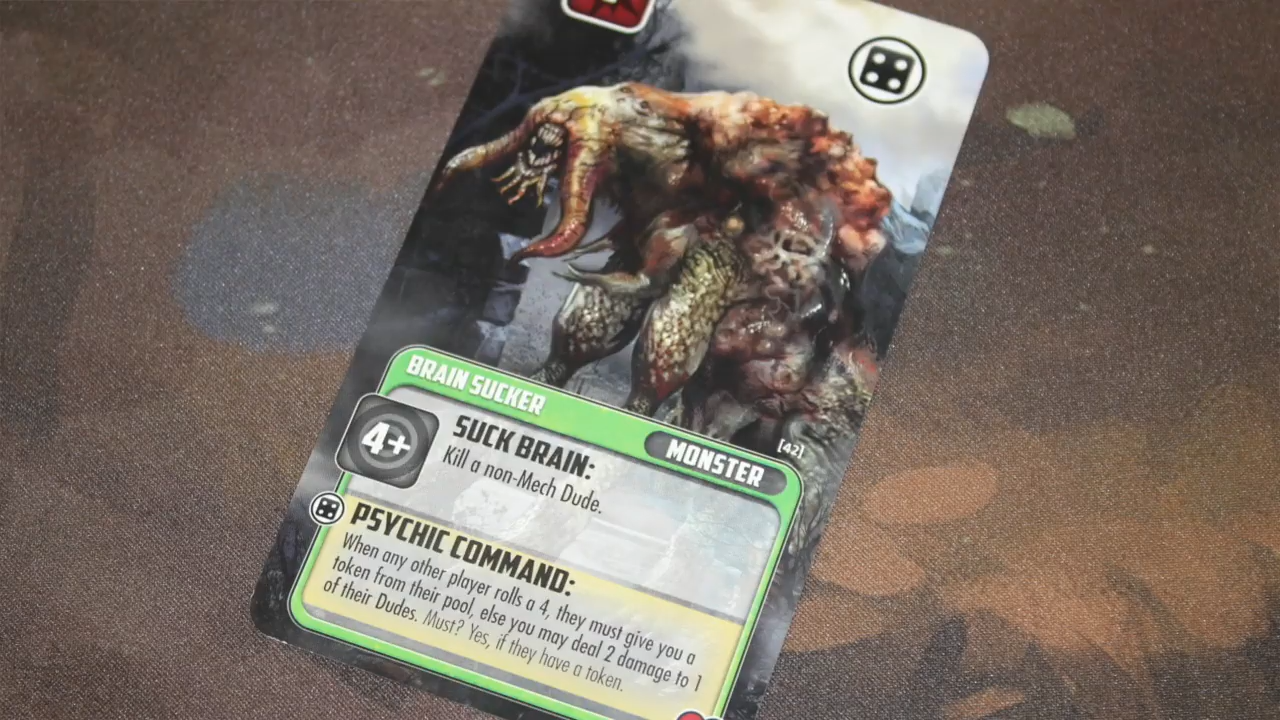 BRAIN SUCKER
[42]
MONSTER
4+
SUCK BRAIN:
Kill a non-Mech Dude.
PSYCHIC COMMAND:
When any other player rolls a 4, they must give you a
token from their pool, else you may deal 2 damage to 1
of their Dudes. Must? Yes, if they have a token.